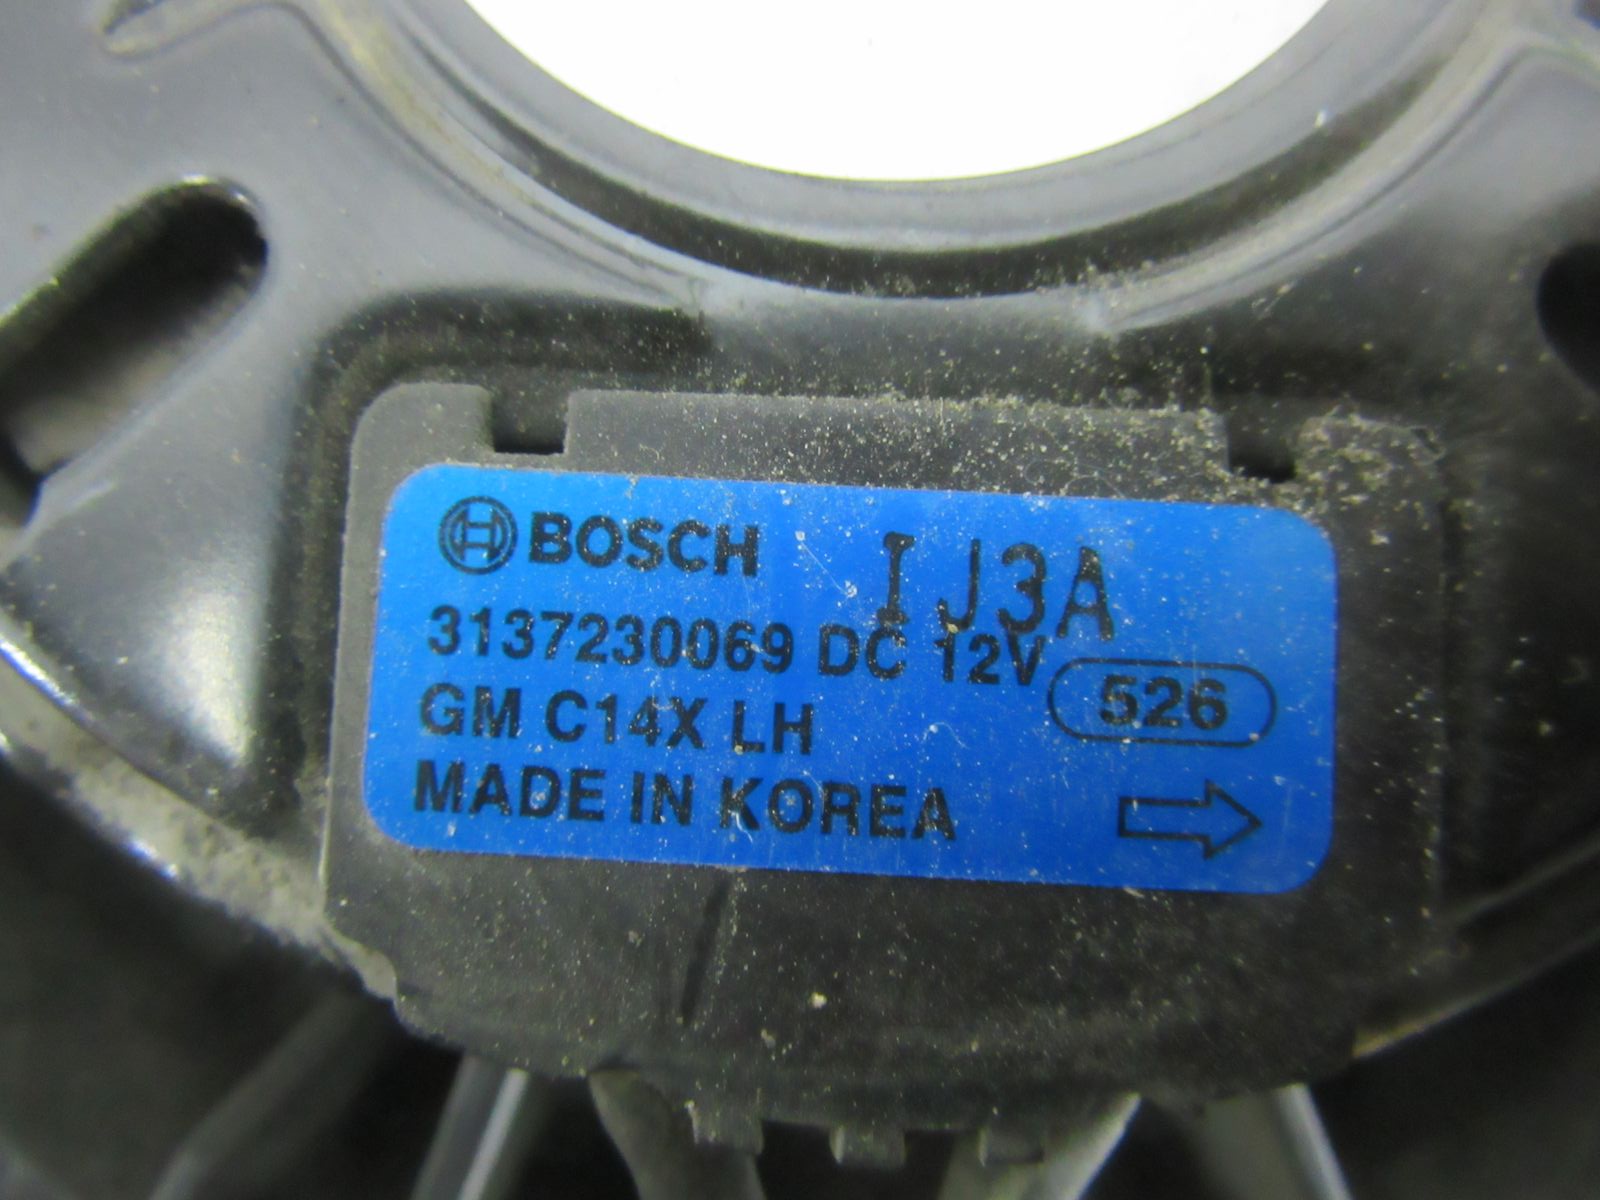 BOSCH IJ3A
3137230069 DC 12V
GM C14X LH 526
MADE IN KOREA